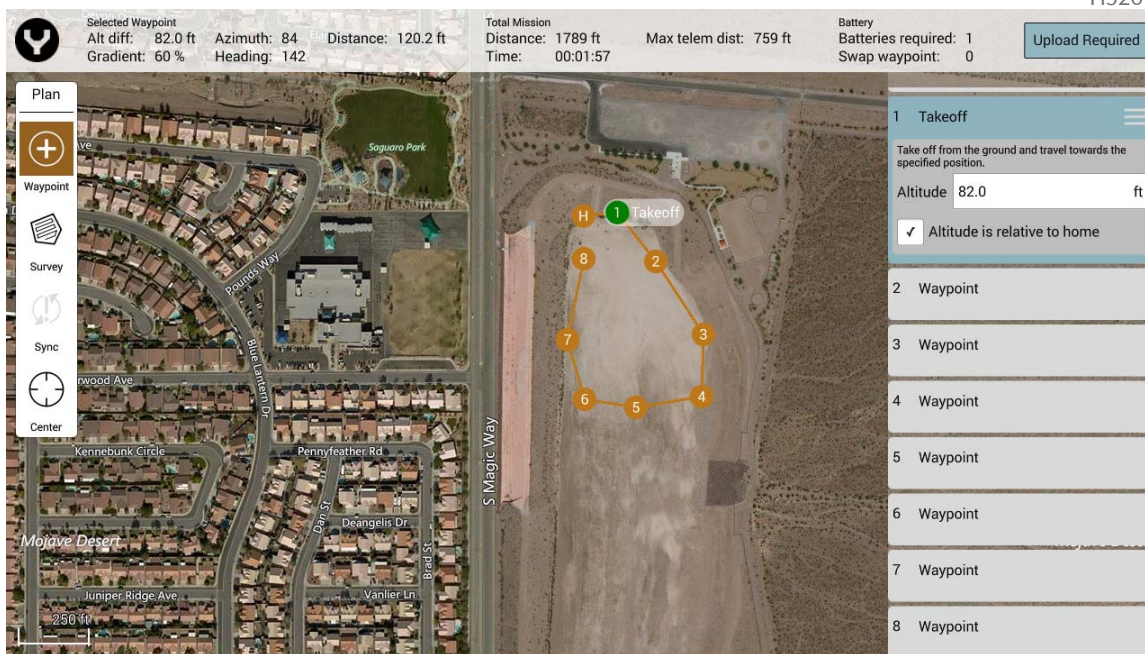 H520
Selected Waypoint
Alt diff: 82.0 ft Azimuth: 84 Distance: 120.2 ft
Gradient: 60 % Heading: 142
Total Mission
Distance: 1789 ft Max telem dist: 759 ft
Time: 00:01:57
Battery
Batteries required: 1
Swap waypoint: 0
Upload Required
Plan
Waypoint
Survey
Sync
Center
Ave
Saguaro Park
Pounds Way
Blue Lantern Dr
rwood Ave
Kennebunk Circle
Pennyfeather Rd
S Magic Way
Dan St
Deangelis Dr
Brad St
Mojave Desert
Juniper Ridge Ave
Vanlier Ln
250 ft
H
1 Takeoff
2
3
4
5
6
7
8
1 Takeoff
Take off from the ground and travel towards the
specified position.
Altitude 82.0 ft
✓ Altitude is relative to home
2 Waypoint
3 Waypoint
4 Waypoint
5 Waypoint
6 Waypoint
7 Waypoint
8 Waypoint